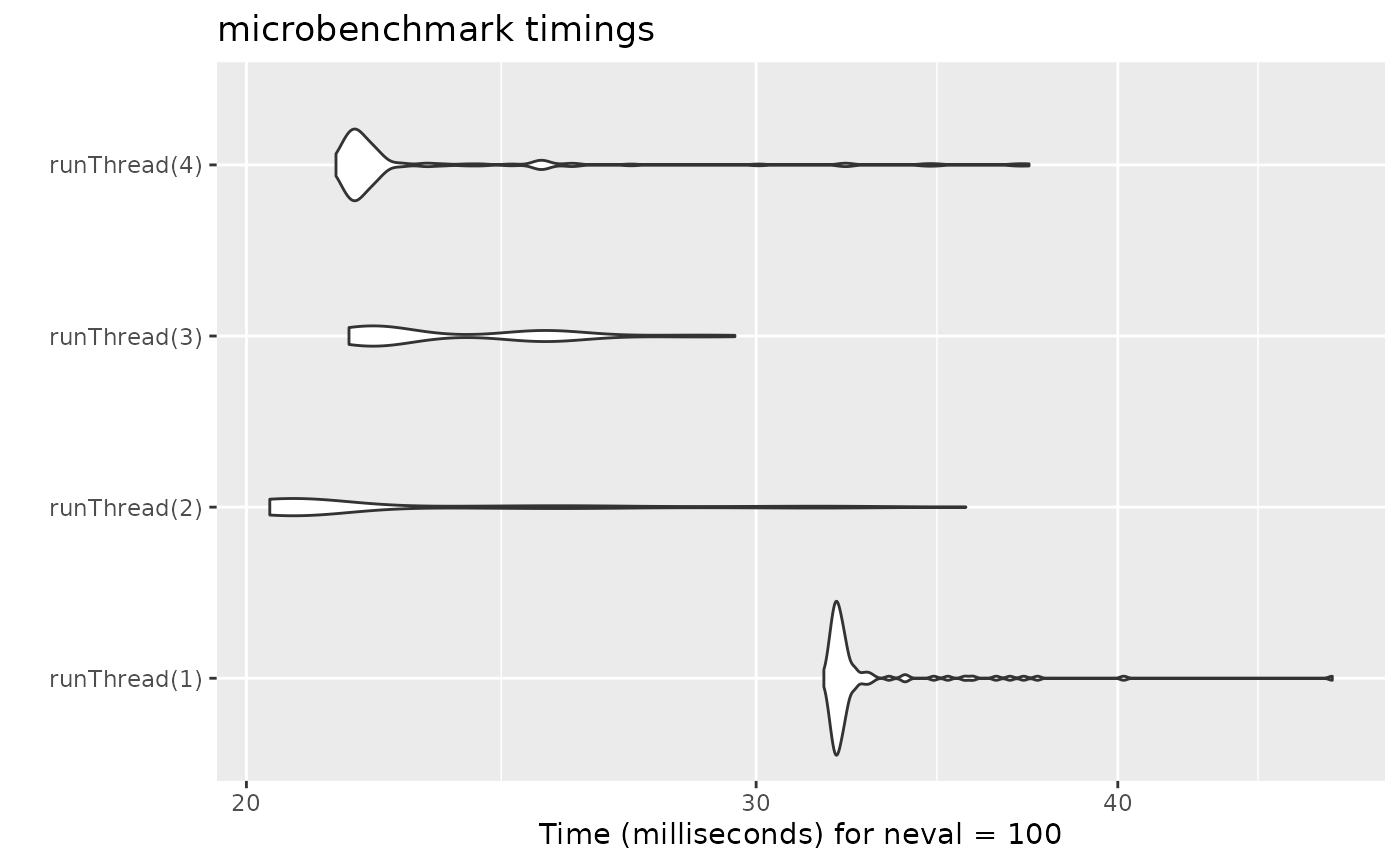 microbenchmark timings
runThread(4)
runThread(3)
runThread(2)
runThread(1)
20 30 40
Time (milliseconds) for neval = 100